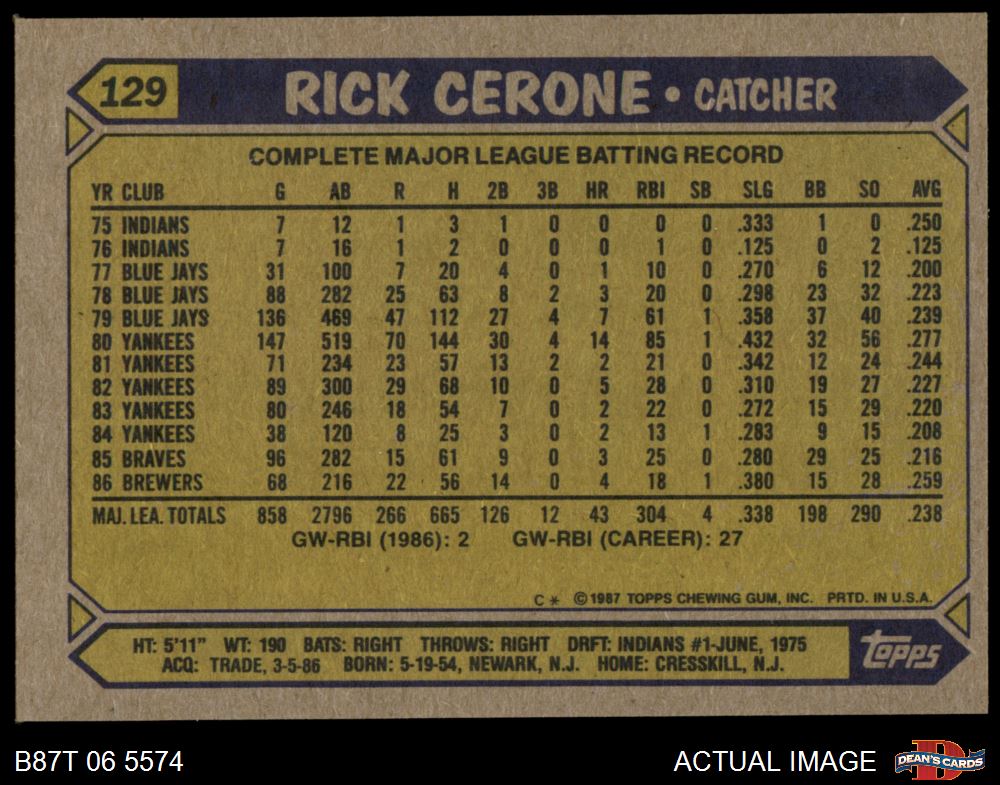 129 RICK CERONE • CATCHER
COMPLETE MAJOR LEAGUE BATTING RECORD
YR CLUB G AB R H 2B 3B HR RBI SB SLG BB SO AVG
75 INDIANS 7 12 1 3 1 0 0 0 0 .333 1 0 .250
76 INDIANS 7 16 1 2 0 0 0 1 0 .125 0 2 .125
77 BLUE JAYS 31 100 7 20 4 0 1 10 0 .270 6 12 .200
78 BLUE JAYS 88 282 25 63 8 2 3 20 0 .298 23 32 .223
79 BLUE JAYS 136 469 47 112 27 4 7 61 1 .358 37 40 .239
80 YANKEES 147 519 70 144 30 4 14 85 1 .432 32 56 .277
81 YANKEES 71 234 23 57 13 2 2 21 0 .342 12 24 .244
82 YANKEES 89 300 29 68 10 0 5 28 0 .310 19 27 .227
83 YANKEES 80 246 18 54 7 0 2 22 0 .272 15 29 .220
84 YANKEES 38 120 8 25 3 0 2 13 1 .283 9 15 .208
85 BRAVES 96 282 15 61 9 0 3 25 0 .280 29 25 .216
86 BREWERS 68 216 22 56 14 0 4 18 1 .380 15 28 .259
MAJ. LEA. TOTALS 858 2796 266 665 126 12 43 304 4 .338 198 290 .238
GW-RBI (1986): 2 GW-RBI (CAREER): 27
C * © 1987 TOPPS CHEWING GUM, INC. PRTD. IN U.S.A.
HT: 5'11" WT: 190 BATS: RIGHT THROWS: RIGHT DRFT: INDIANS #1-JUNE, 1975
ACQ: TRADE, 3-5-86 BORN: 5-19-54, NEWARK, N.J. HOME: CRESSKILL, N.J.
topps
B87T 06 5574
ACTUAL IMAGE
DEAN'S CARDS